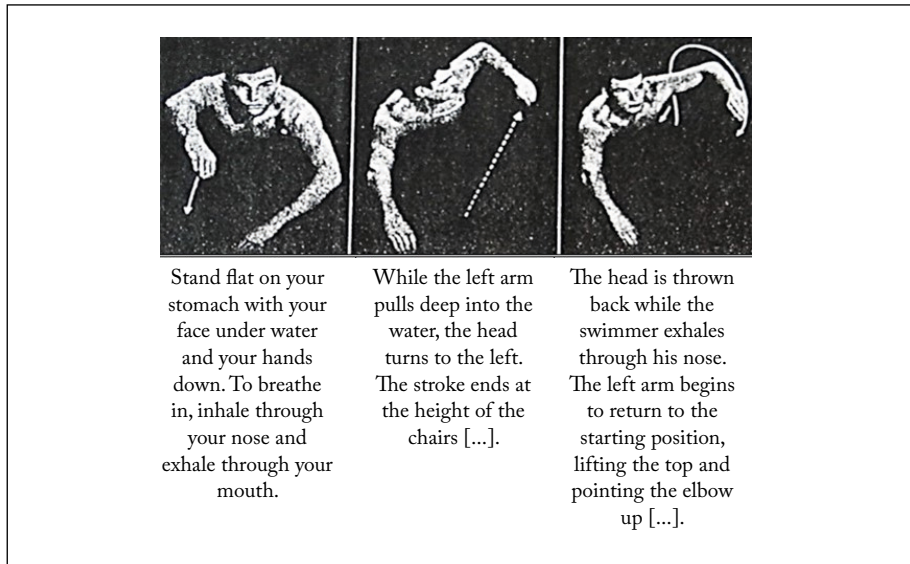 Stand flat on your
stomach with your
face under water
and your hands
down. To breathe
in, inhale through
your nose and
exhale through your
mouth.
While the left arm
pulls deep into the
water, the head
turns to the left.
The stroke ends at
the height of the
chairs [...].
The head is thrown
back while the
swimmer exhales
through his nose.
The left arm begins
to return to the
starting position,
lifting the top and
pointing the elbow
up [...].